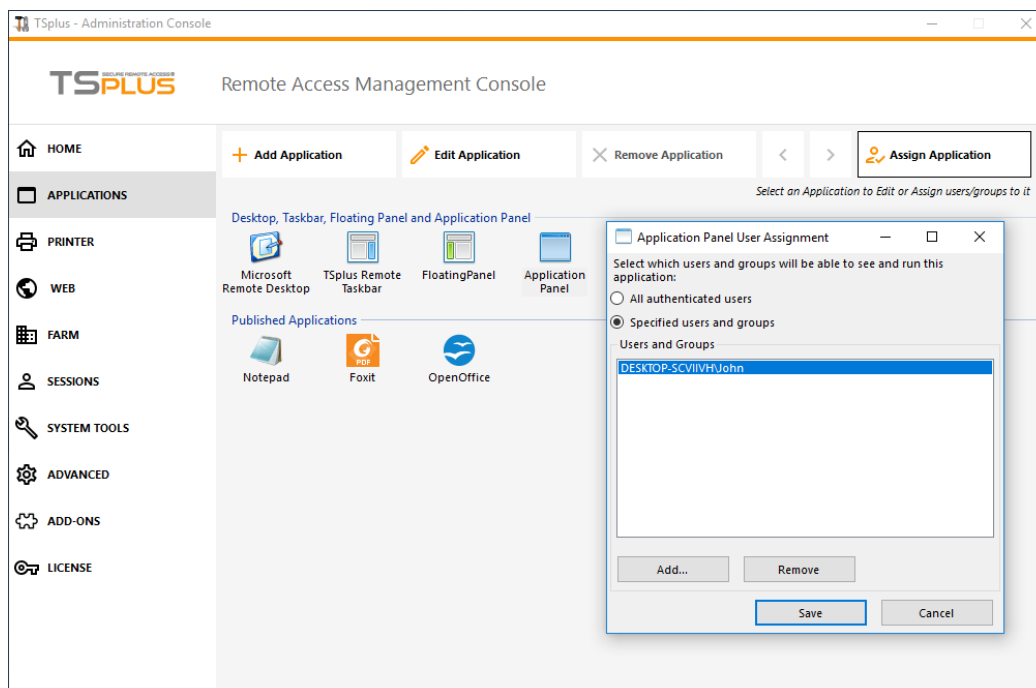 TSplus - Administration Console
TSPLUS
SECURE REMOTE ACCESS
Remote Access Management Console
HOME
APPLICATIONS
PRINTER
WEB
FARM
SESSIONS
SYSTEM TOOLS
ADVANCED
ADD-ONS
LICENSE
Add Application
Edit Application
Remove Application
Assign Application
Select an Application to Edit or Assign users/groups to it
Desktop, Taskbar, Floating Panel and Application Panel
Microsoft
Remote Desktop
TSplus Remote
Taskbar
FloatingPanel
Application
Panel
Published Applications
Notepad
PDF
Foxit
OpenOffice
Application Panel User Assignment
Select which users and groups will be able to see and run this
application:
All authenticated users
Specified users and groups
Users and Groups
DESKTOP-SCVIIVH\John
Add...
Remove
Save
Cancel